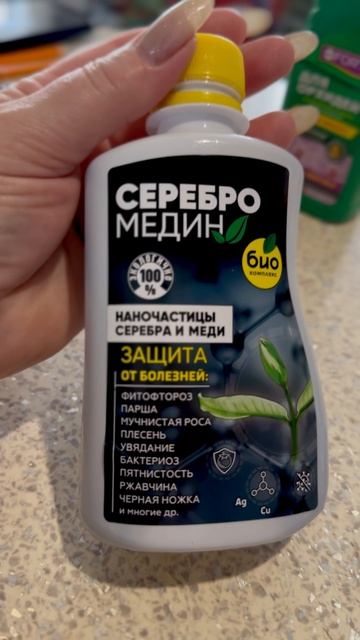 СЕРЕБРО
МЕДИН
био
КОМПЛЕКС
100
%
НАНОЧАСТИЦЫ
СЕРЕБРА И МЕДИ
ЗАЩИТА
ОТ БОЛЕЗНЕЙ:
ФИТОФТОРОЗ
ПАРША
МУЧНИСТАЯ РОСА
ПЛЕСЕНЬ
УВЯДАНИЕ
БАКТЕРИОЗ
ПЯТНИСТОСТЬ
РЖАВЧИНА
ЧЕРНАЯ НОЖКА
и многие др.
Ag
Cu